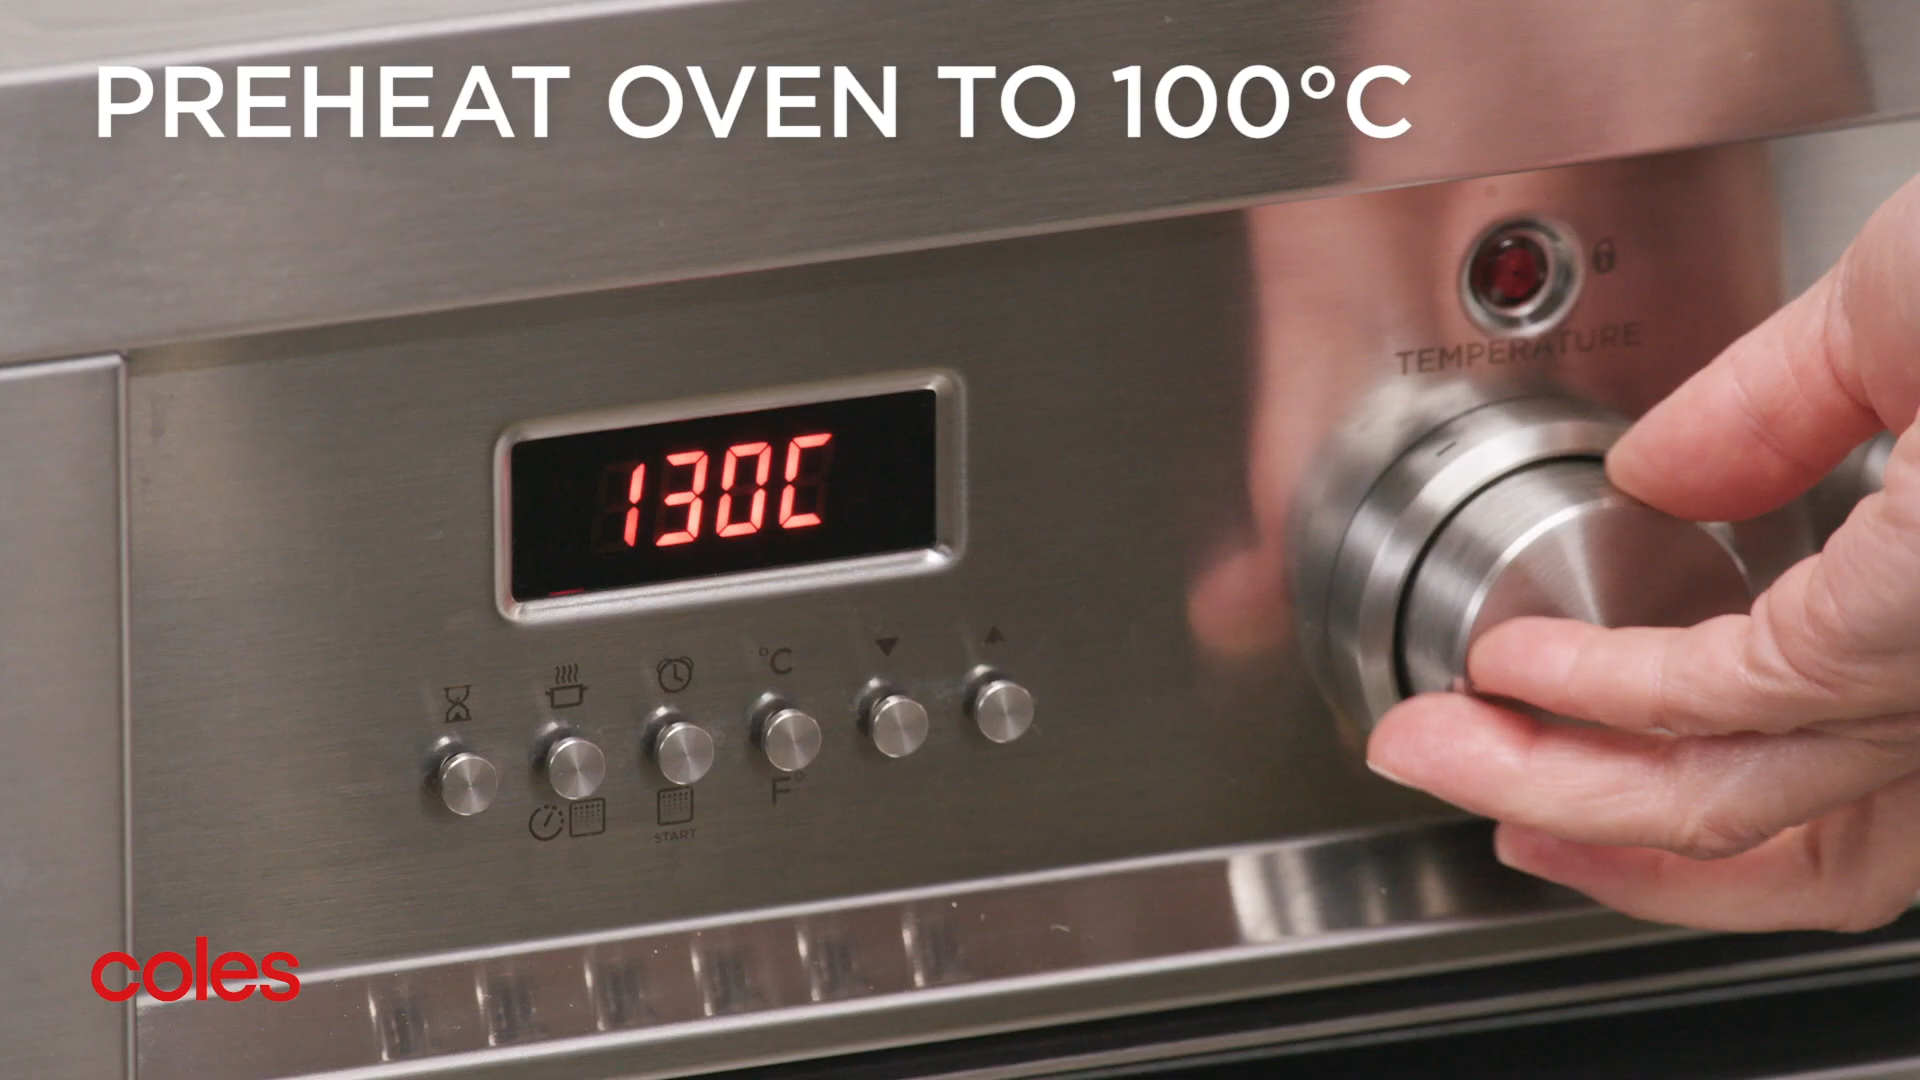 PREHEAT OVEN TO 100°C
TEMPERATURE
130C
°C
F°
START
coles